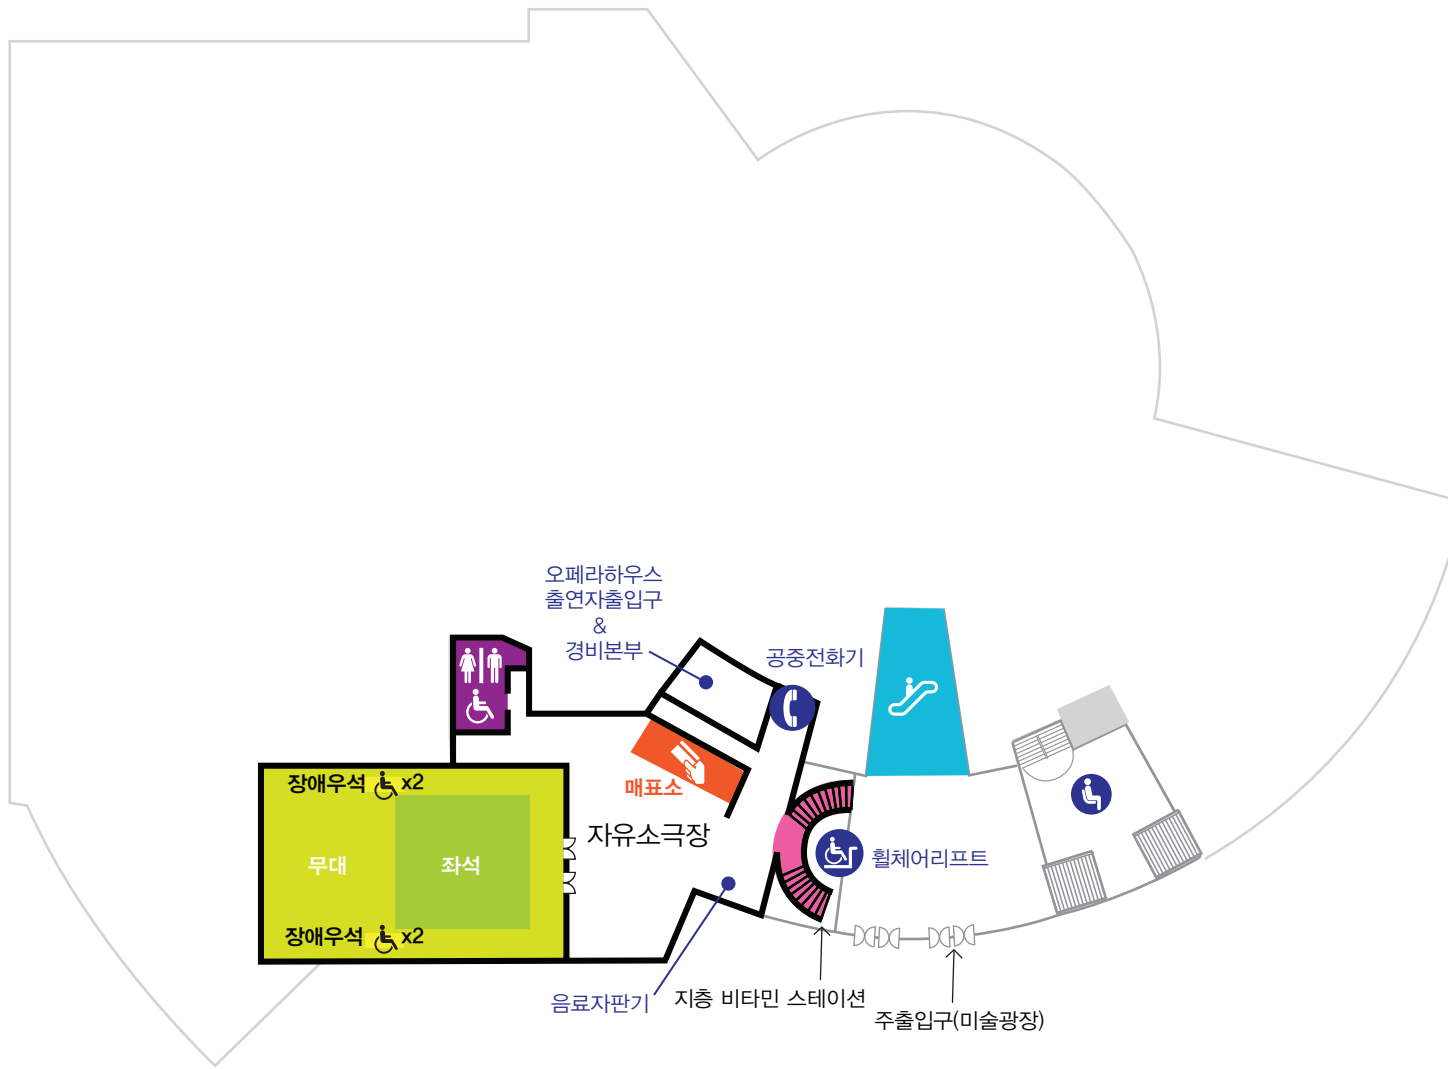 오페라하우스
출연자출입구
&
경비본부
공중전화기
장애우석 x2
매표소
자유소극장
무대
좌석
휠체어리프트
장애우석 x2
음료자판기
지층 비타민 스테이션
주출입구(미술광장)